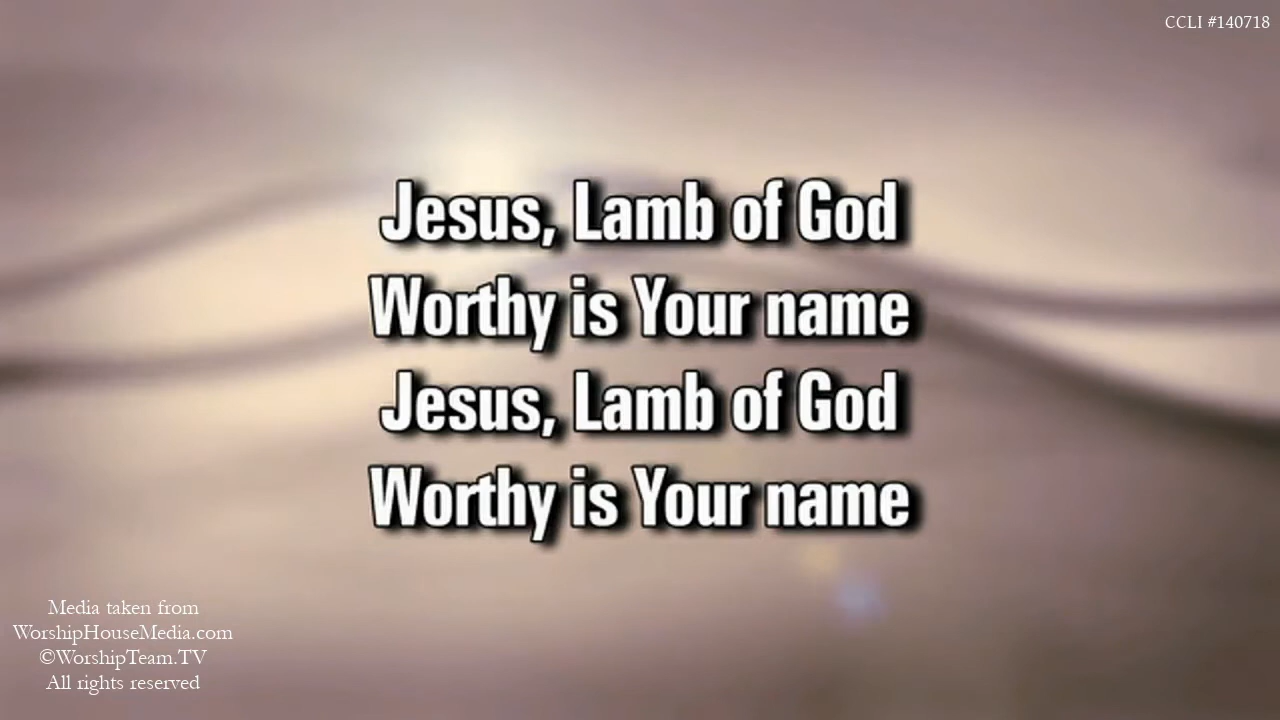 CCLI #140718
Jesus, Lamb of God
Worthy is Your name
Jesus, Lamb of God
Worthy is Your name
Media taken from
WorshipHouseMedia.com
©WorshipTeam.TV
All rights reserved